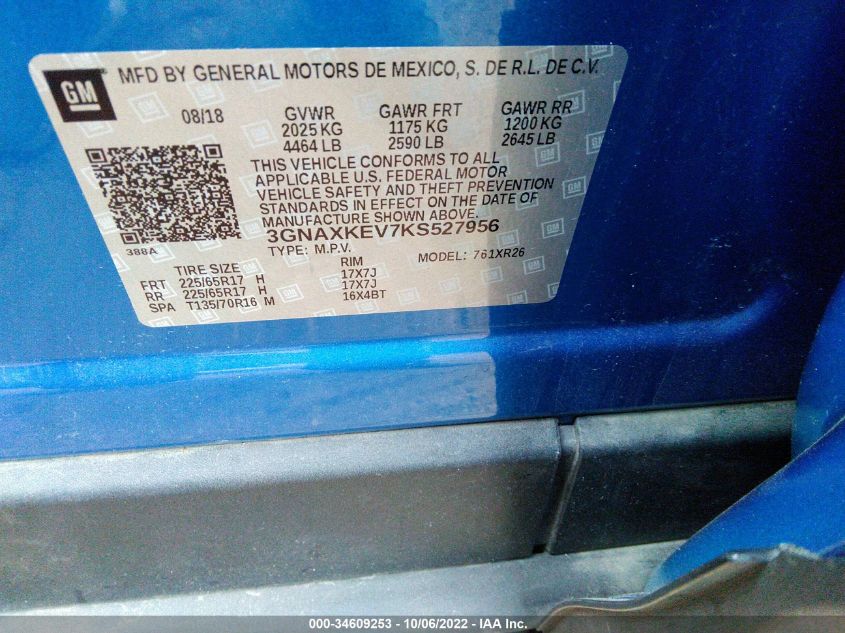 GM
MFD BY GENERAL MOTORS DE MEXICO, S. DE R.L. DE C.V.
08/18 GVWR GAWR FRT GAWR RR
2025 KG 1175 KG 1200 KG
4464 LB 2590 LB 2645 LB
THIS VEHICLE CONFORMS TO ALL
APPLICABLE U.S. FEDERAL MOTOR
VEHICLE SAFETY AND THEFT PREVENTION
STANDARDS IN EFFECT ON THE DATE OF
MANUFACTURE SHOWN ABOVE.
388A 3GNAXKEV7KS527956
TYPE: M.P.V. MODEL: 761XR26
TIRE SIZE RIM
FRT 225/65R17 H 17X7J
RR 225/65R17 H 17X7J
SPA T135/70R16 M 16X4BT
000-34609253 - 10/06/2022 - IAA Inc.